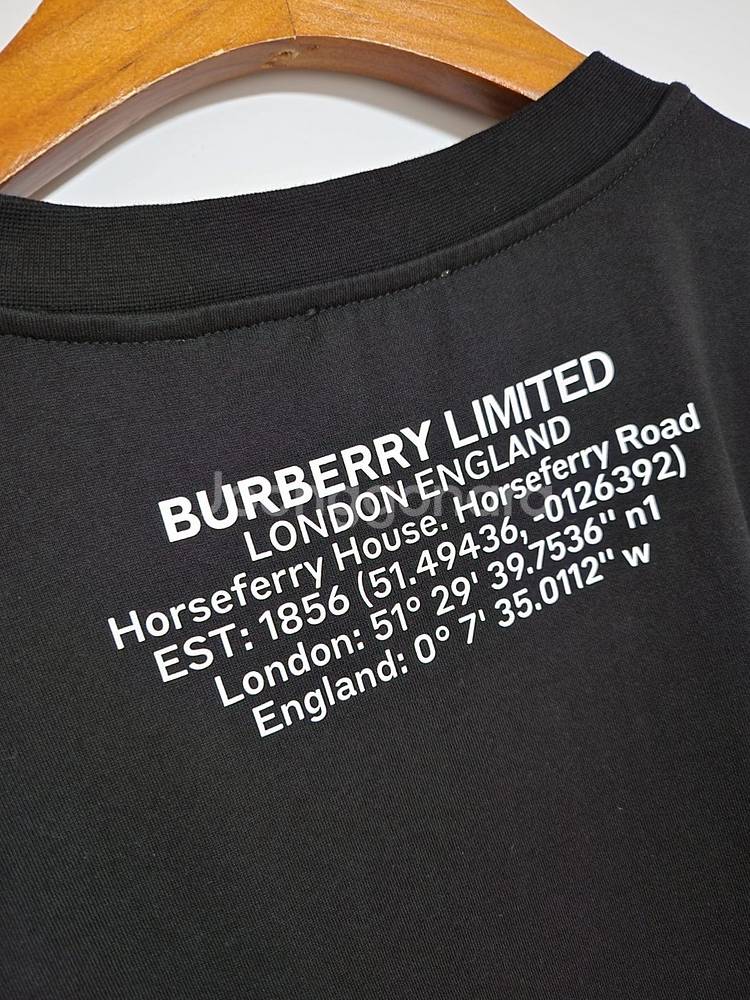 BURBERRY LIMITED
LONDON ENGLAND
Horseferry House. Horseferry Road
EST: 1856 (51.49436, -0126392)
London: 51° 29' 39.7536'' n1
England: 0° 7' 35.0112'' w
Joonggonara